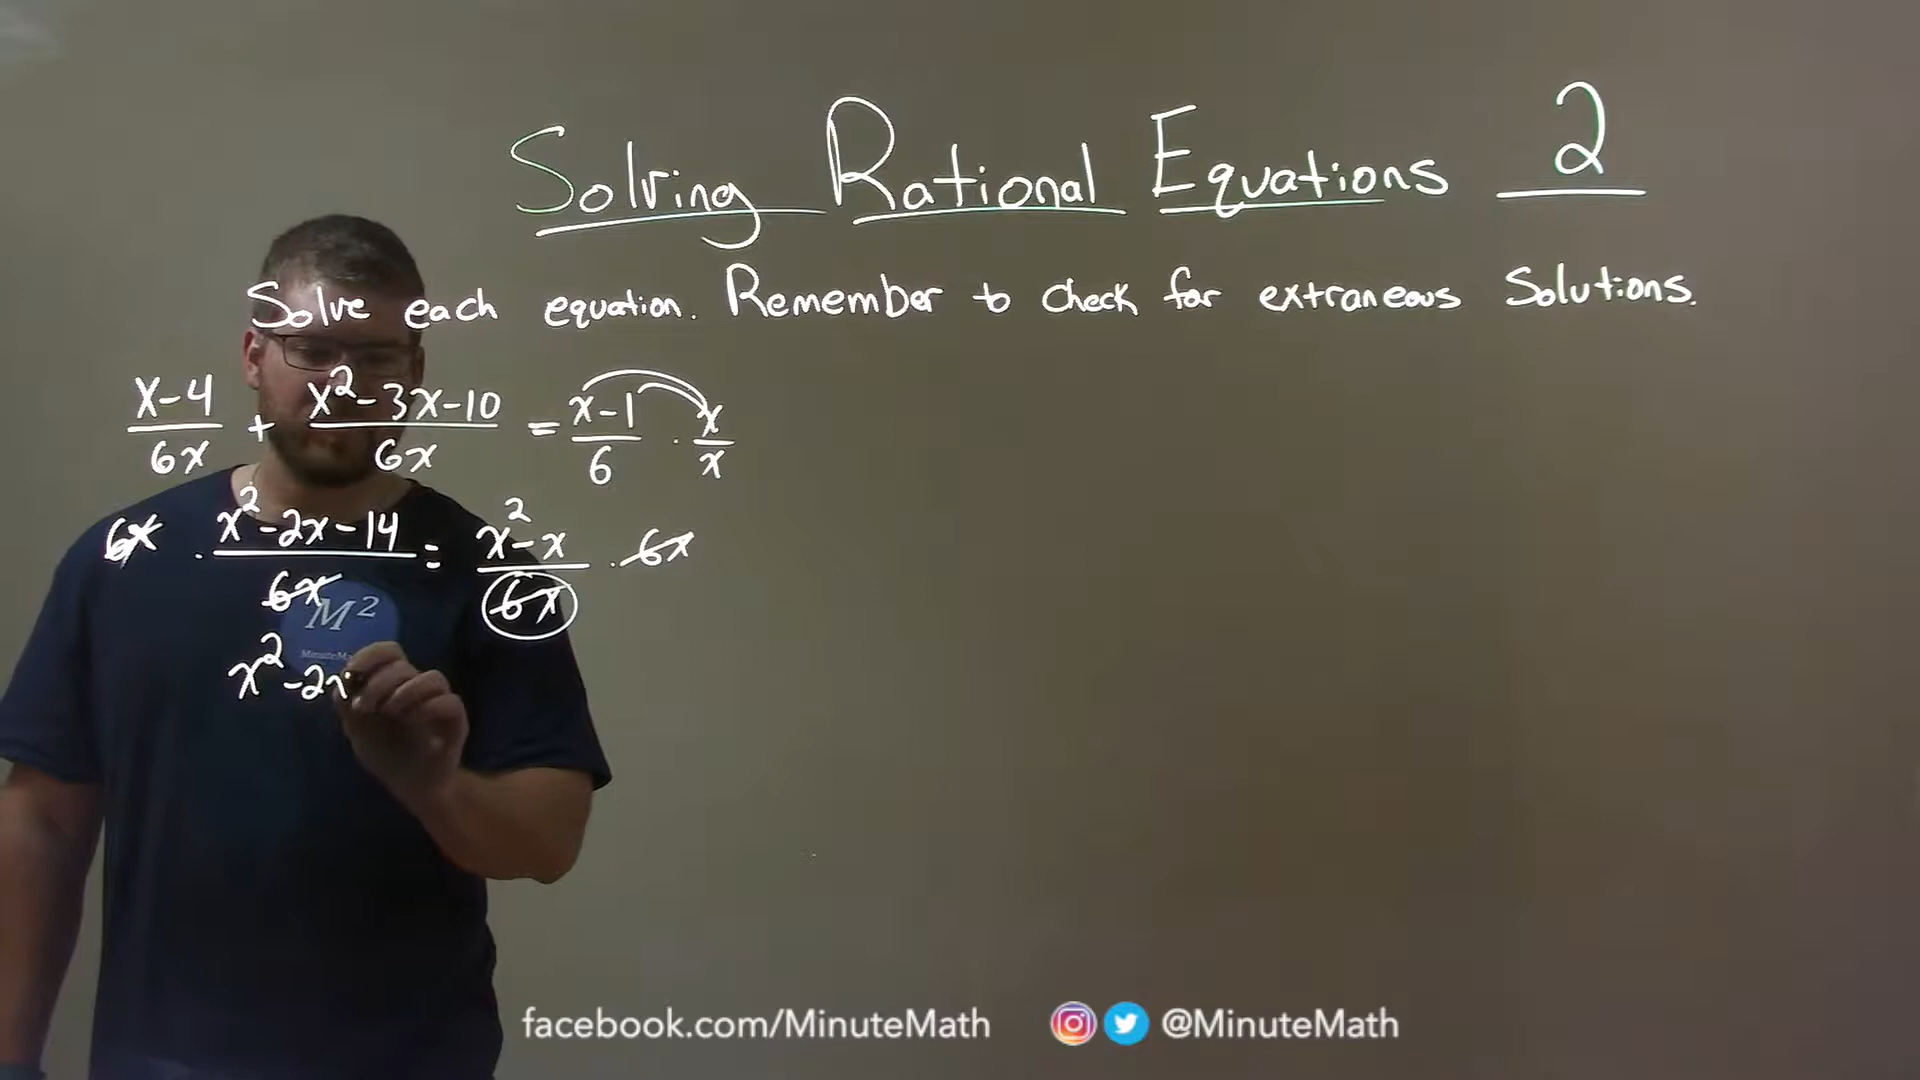 Solving Rational Equations 2
Solve each equation. Remember to check for extraneous Solutions.
x-4/6x + x²-3x-10/6x = x-1/6 · x/x
6x · x²-2x-14/6x = x²-x/6x · 6x
M²
x²-2x
facebook.com/MinuteMath @MinuteMath